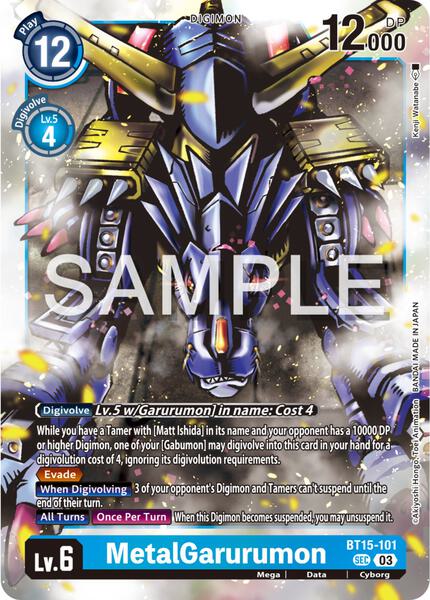 DIGIMON
Play
12
DP
12000
Digivolve
Lv.5
4
Kenji Watanabe
SAMPLE
©Akiyoshi Hongo, Toei Animation BANDAI MADE IN JAPAN
Digivolve Lv.5 w/[Garurumon] in name: Cost 4
While you have a Tamer with [Matt Ishida] in its name and your opponent has a 10000 DP
or higher Digimon, one of your [Gabumon] may digivolve into this card in your hand for a
digivolution cost of 4, ignoring its digivolution requirements.
Evade
When Digivolving 3 of your opponent's Digimon and Tamers can't suspend until the
end of their turn.
All Turns Once Per Turn When this Digimon becomes suspended, you may unsuspend it.
Lv.6
MetalGarurumon
BT15-101
SEC 03
Mega | Data | Cyborg